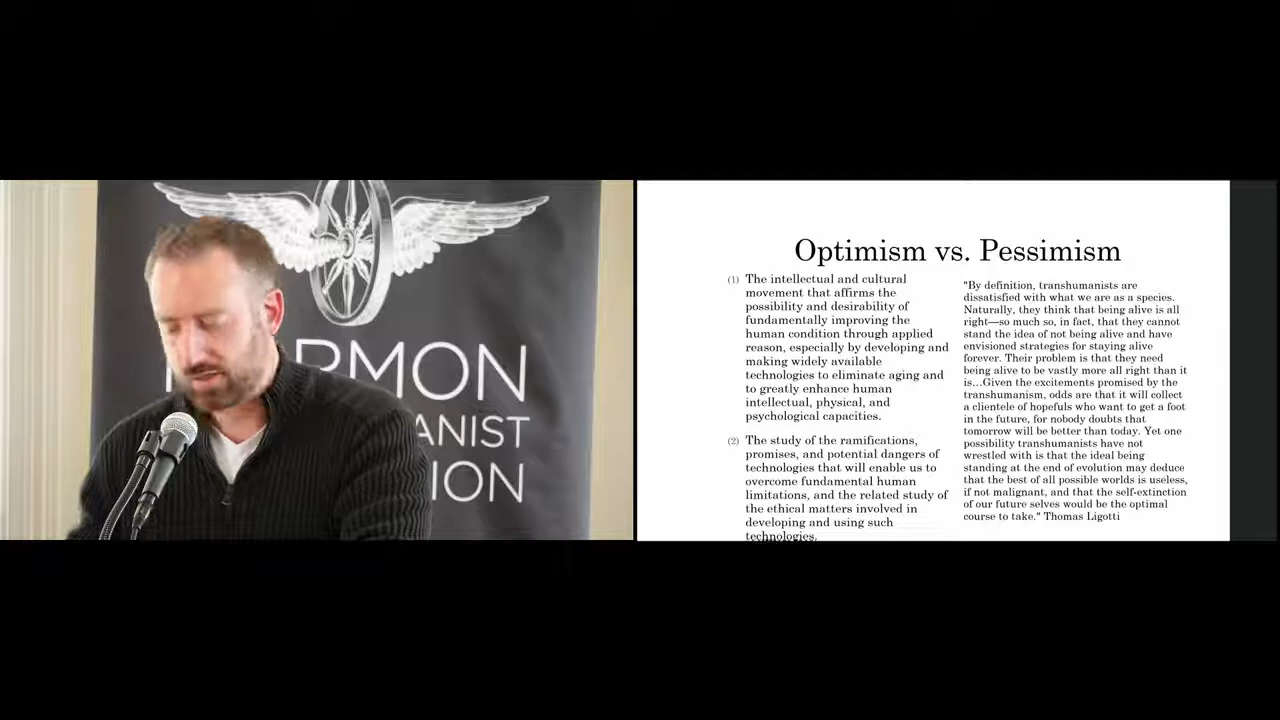 RMON
ANIST
ION
Optimism vs. Pessimism
(1) The intellectual and cultural
movement that affirms the
possibility and desirability of
fundamentally improving the
human condition through applied
reason, especially by developing and
making widely available
technologies to eliminate aging and
to greatly enhance human
intellectual, physical, and
psychological capacities.
(2) The study of the ramifications,
promises, and potential dangers of
technologies that will enable us to
overcome fundamental human
limitations, and the related study of
the ethical matters involved in
developing and using such
technologies.
"By definition, transhumanists are
dissatisfied with what we are as a species.
Naturally, they think that being alive is all
right—so much so, in fact, that they cannot
stand the idea of not being alive and have
envisioned strategies for staying alive
forever. Their problem is that they need
being alive to be vastly more all right than it
is...Given the excitements promised by the
transhumanism, odds are that it will collect
a clientele of hopefuls who want to get a foot
in the future, for nobody doubts that
tomorrow will be better than today. Yet one
possibility transhumanists have not
wrestled with is that the ideal being
standing at the end of evolution may deduce
that the best of all possible worlds is useless,
if not malignant, and that the self-extinction
of our future selves would be the optimal
course to take." Thomas Ligotti